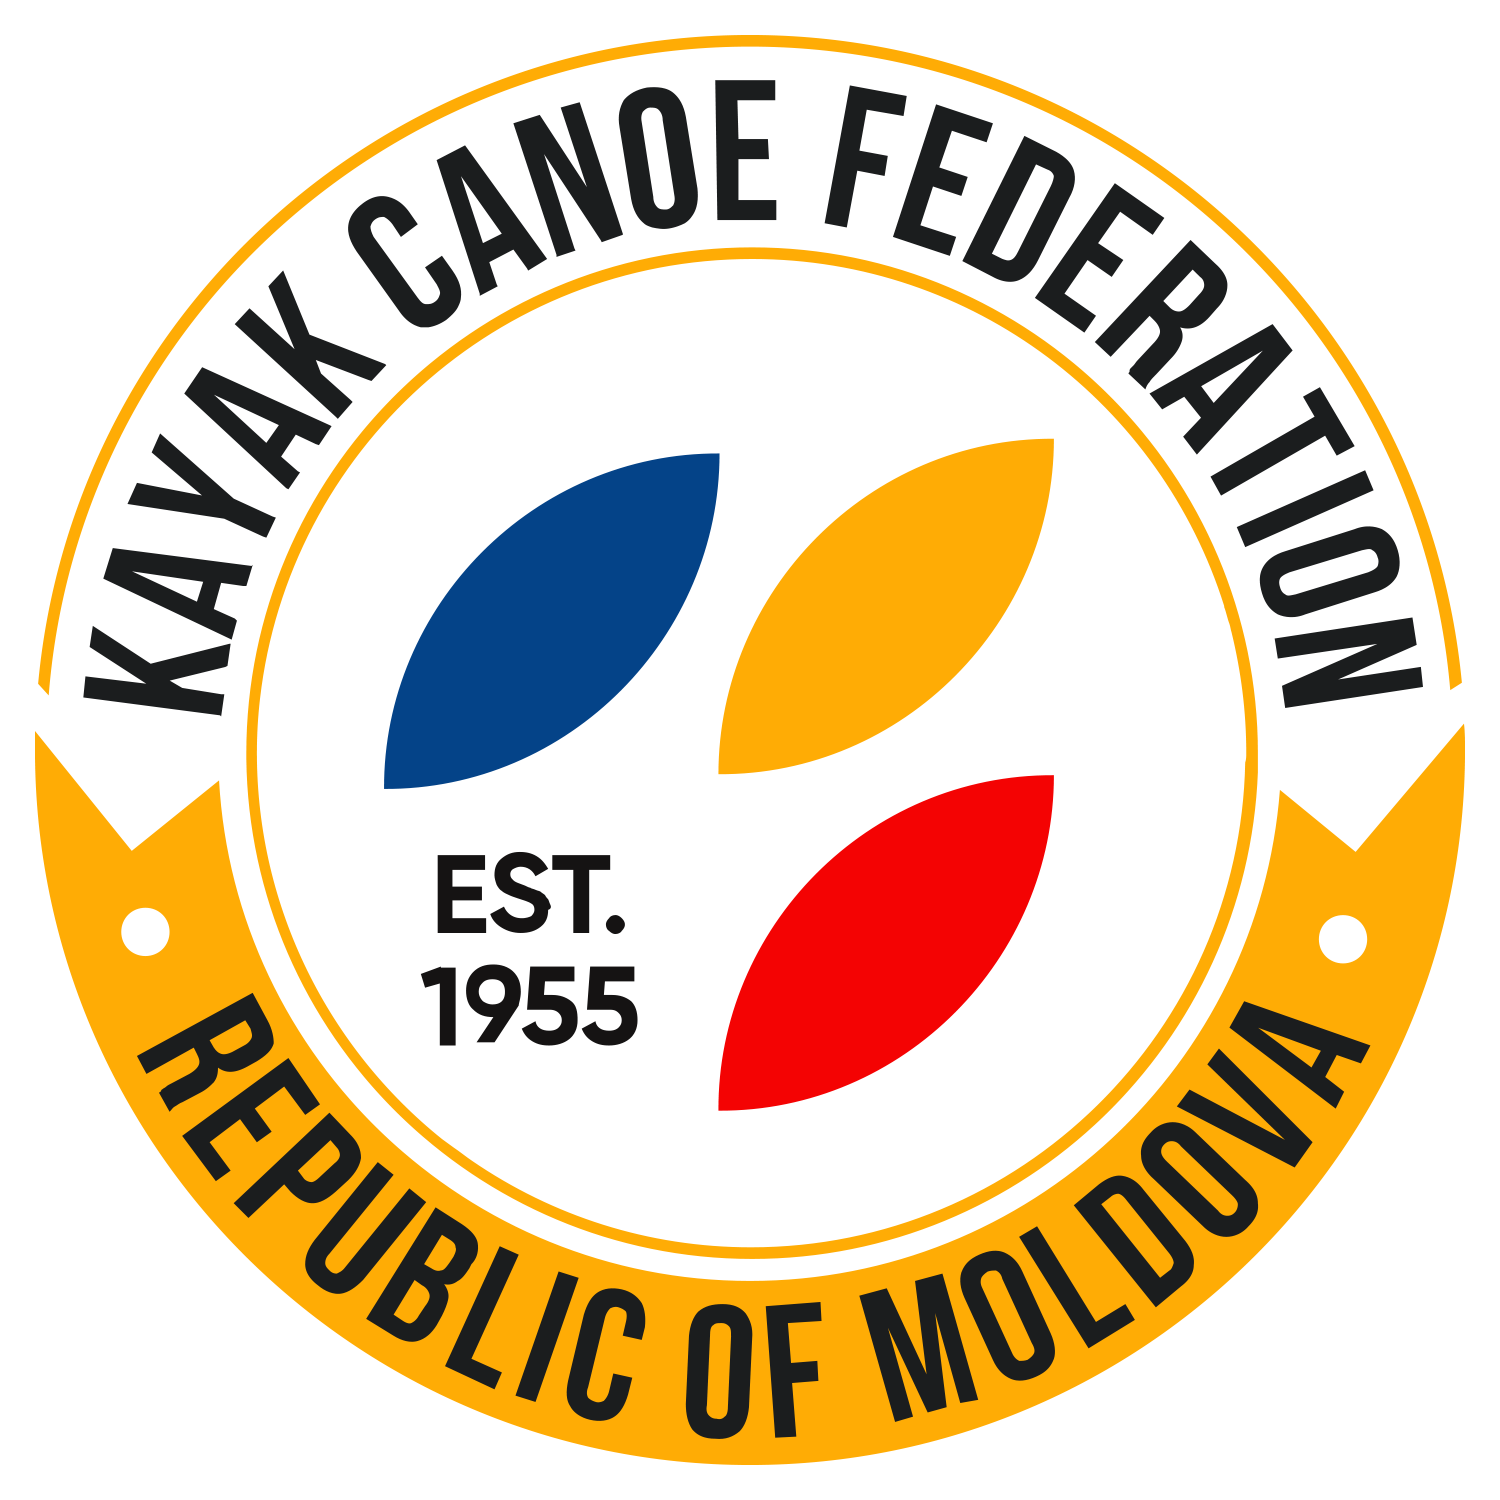 KAYAK CANOE FEDERATION
EST.
1955
REPUBLIC OF MOLDOVA